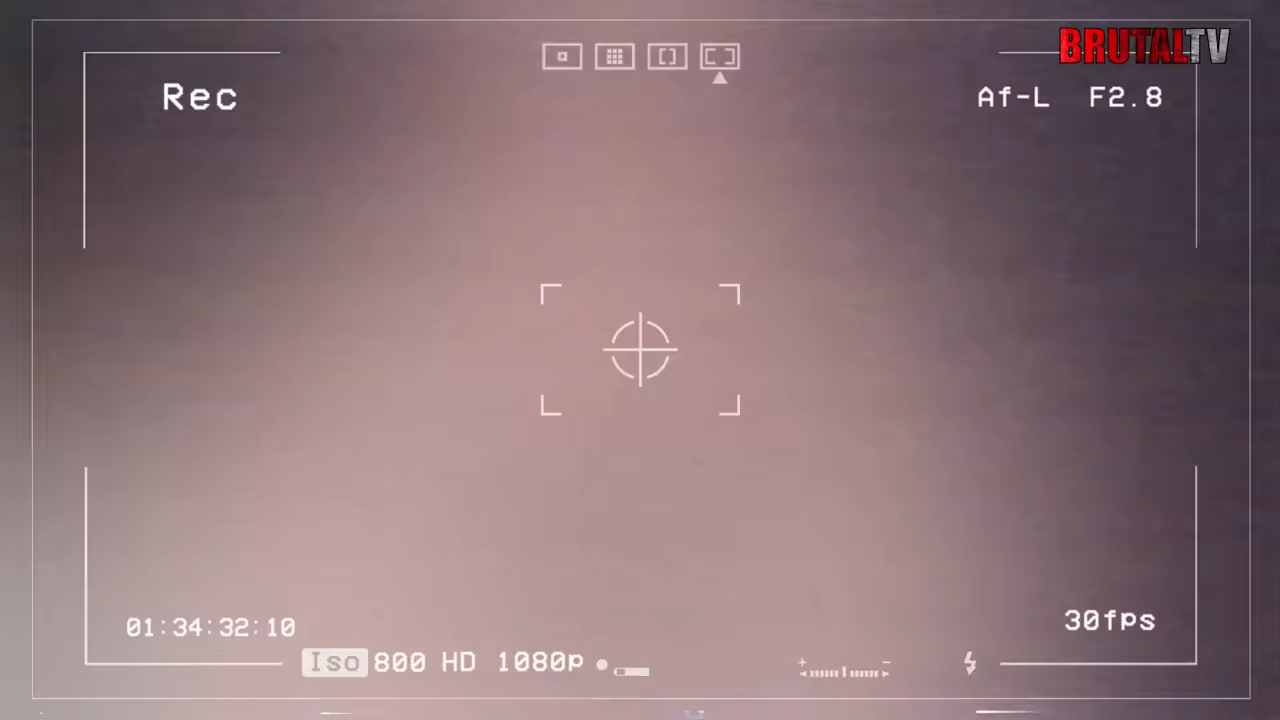 BRUTALTV
Rec
Af-L F2.8
01:34:32:10
30fps
Iso 800 HD 1080p